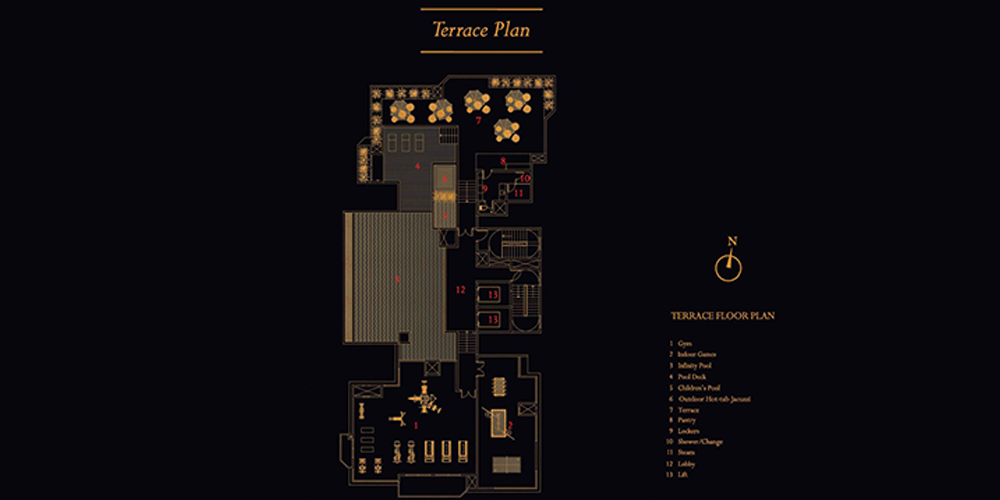 Terrace Plan
7
8
4
10
9
11
6
5
3
12
13
13
1
2
N
TERRACE FLOOR PLAN
1 Gym
2 Indoor Games
3 Infinity Pool
4 Pool Deck
5 Children's Pool
6 Outdoor Hot-tub Jacuzzi
7 Terrace
8 Pantry
9 Lockers
10 Shower/Change
11 Steam
12 Lobby
13 Lift